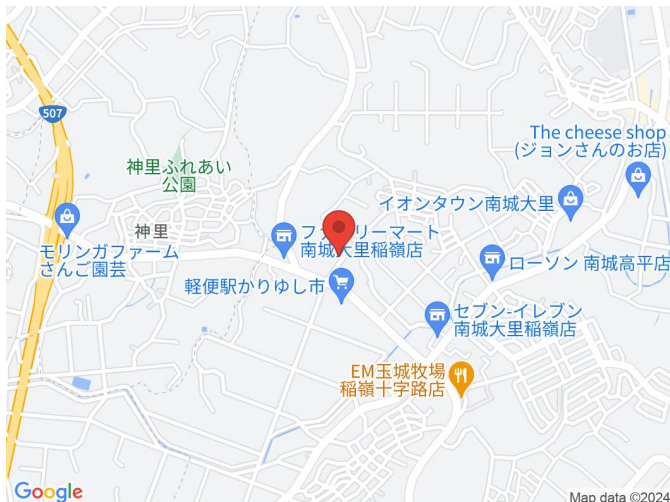 507
The cheese shop
(ジョンさんのお店)
神里ふれあい
公園
イオンタウン南城大里
神里
ファミリーマート
南城大里稲嶺店
モリンガファーム
さんご園芸
ローソン 南城高平店
軽便駅かりゆし市
セブン-イレブン
南城大里稲嶺店
EM玉城牧場
稲嶺十字路店
Google
Map data ©2024